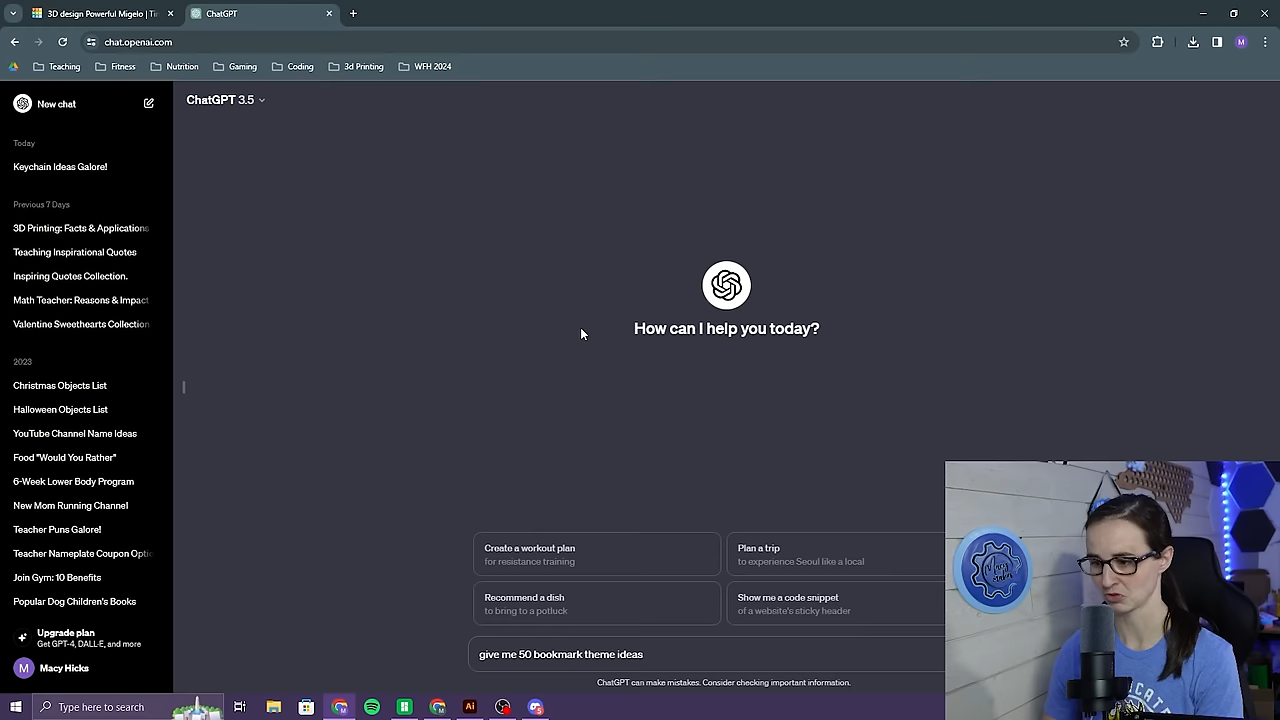 3D design Powerful Migelo | Ti
ChatGPT
chat.openai.com
M
Teaching
Fitness
Nutrition
Gaming
Coding
3d Printing
WFH 2024
New chat
ChatGPT 3.5
Today
Keychain Ideas Galore!
Previous 7 Days
3D Printing: Facts & Applications
Teaching Inspirational Quotes
Inspiring Quotes Collection.
Math Teacher: Reasons & Impact
Valentine Sweethearts Collection
2023
Christmas Objects List
Halloween Objects List
YouTube Channel Name Ideas
Food "Would You Rather"
6-Week Lower Body Program
New Mom Running Channel
Teacher Puns Galore!
Teacher Nameplate Coupon Optio
Join Gym: 10 Benefits
Popular Dog Children's Books
Upgrade plan
Get GPT-4, DALL·E, and more
M
Macy Hicks
How can I help you today?
Create a workout plan
for resistance training
Plan a trip
to experience Seoul like a local
Recommend a dish
to bring to a potluck
Show me a code snippet
of a website's sticky header
give me 50 bookmark theme ideas
ChatGPT can make mistakes. Consider checking important information.
Type here to search